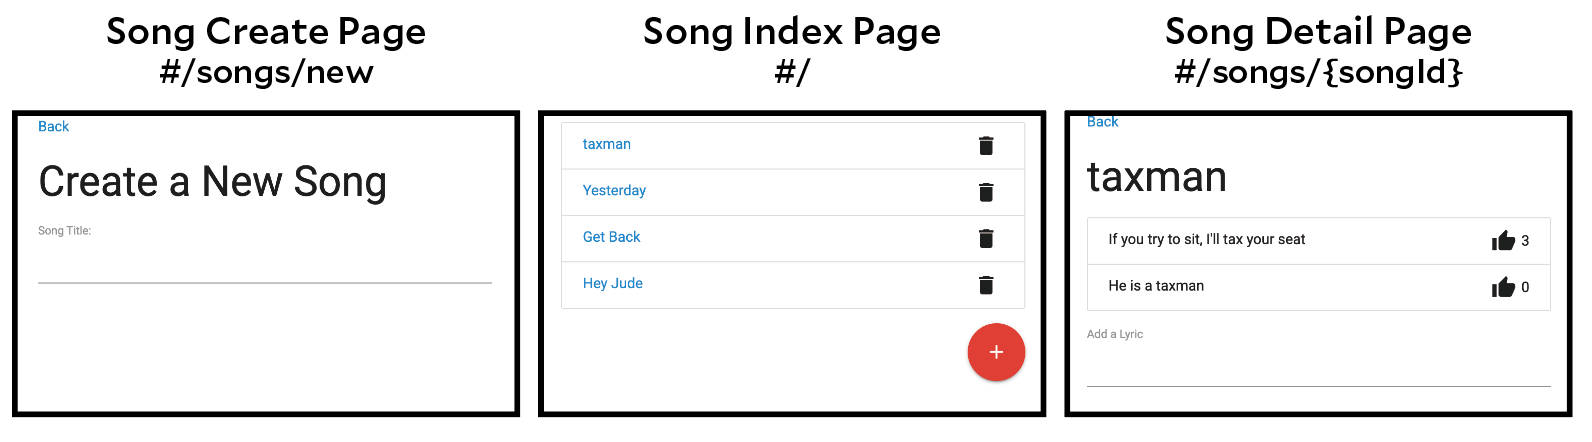 Song Create Page
#/songs/new
Back
Create a New Song
Song Title:
Song Index Page
#/
taxman
Yesterday
Get Back
Hey Jude
+
Song Detail Page
#/songs/{songId}
Back
taxman
If you try to sit, I'll tax your seat 3
He is a taxman 0
Add a Lyric